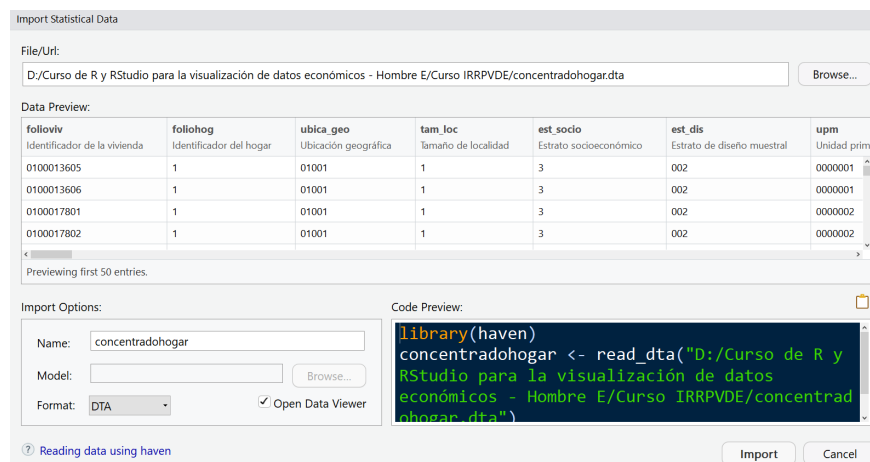 Import Statistical Data
File/Url:
D:/Curso de R y RStudio para la visualización de datos económicos - Hombre E/Curso IRRPVDE/concentradohogar.dta
Browse...
Data Preview:
folioviv foliohog ubica_geo tam_loc est_socio est_dis upm
Identificador de la vivienda Identificador del hogar Ubicación geográfica Tamaño de localidad Estrato socioeconómico Estrato de diseño muestral Unidad prim
0100013605 1 01001 1 3 002 0000001
0100013606 1 01001 1 3 002 0000001
0100017801 1 01001 1 3 002 0000002
0100017802 1 01001 1 3 002 0000002
Previewing first 50 entries.
Import Options:
Name: concentradohogar
Model: Browse...
Format: DTA Open Data Viewer
Code Preview:
library(haven)
concentradohogar <- read_dta("D:/Curso de R y
RStudio para la visualización de datos
económicos - Hombre E/Curso IRRPVDE/concentrad
ohogar.dta")
? Reading data using haven
Import Cancel